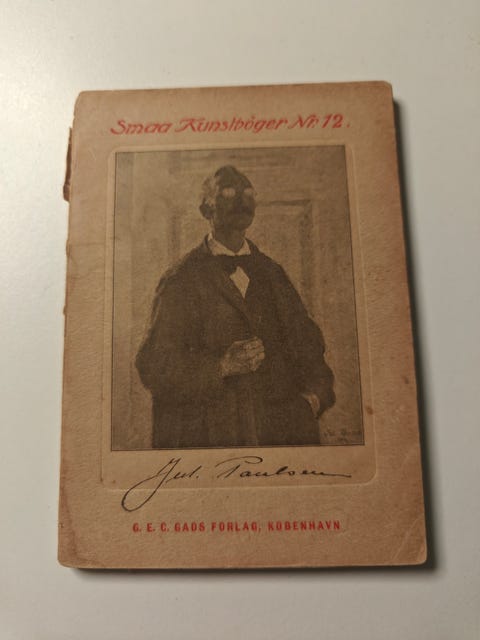 Smaa Kunstbøger Nr. 12.
Jul. Paulsen
G. E. C. GADS FORLAG, KØBENHAVN